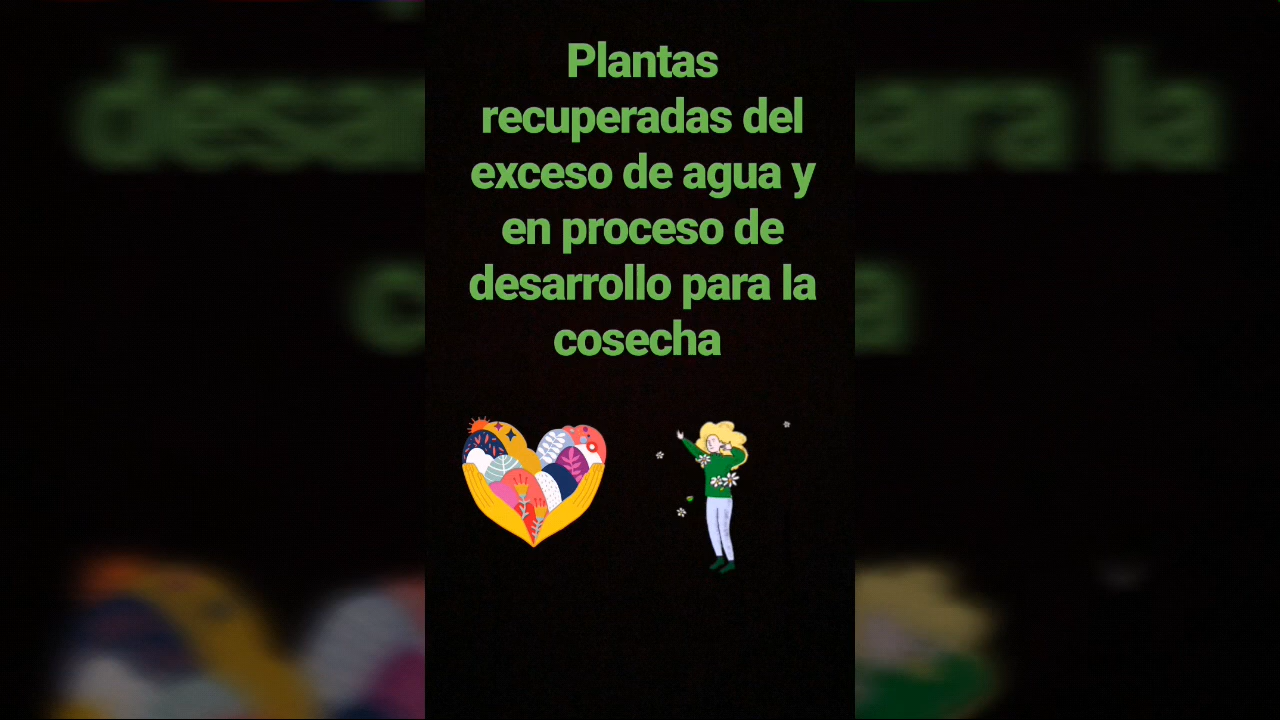 Plantas
recuperadas del
exceso de agua y
en proceso de
desarrollo para la
cosecha